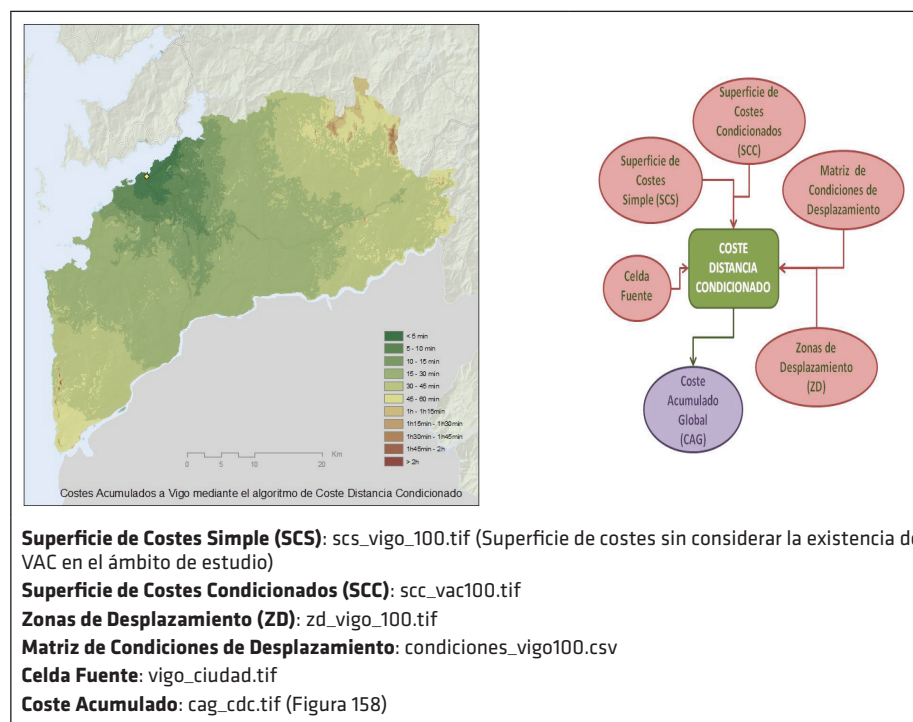 < 5 min
5 - 10 min
10 - 15 min
15 - 30 min
30 - 45 min
45 - 60 min
1h - 1h15min
1h15min - 1h30min
1h30min - 1h45min
1h45min - 2h
> 2h
Km
0 5 10 20
Costes Acumulados a Vigo mediante el algoritmo de Coste Distancia Condicionado
Superficie de
Costes
Condicionados
(SCC)
Superficie de
Costes
Simple (SCS)
Matriz de
Condiciones de
Desplazamiento
COSTE
DISTANCIA
CONDICIONADO
Celda
Fuente
Zonas de
Desplazamiento
(ZD)
Coste
Acumulado
Global
(CAG)
Superficie de Costes Simple (SCS): scs_vigo_100.tif (Superficie de costes sin considerar la existencia de
VAC en el ámbito de estudio)
Superficie de Costes Condicionados (SCC): scc_vac100.tif
Zonas de Desplazamiento (ZD): zd_vigo_100.tif
Matriz de Condiciones de Desplazamiento: condiciones_vigo100.csv
Celda Fuente: vigo_ciudad.tif
Coste Acumulado: cag_cdc.tif (Figura 158)